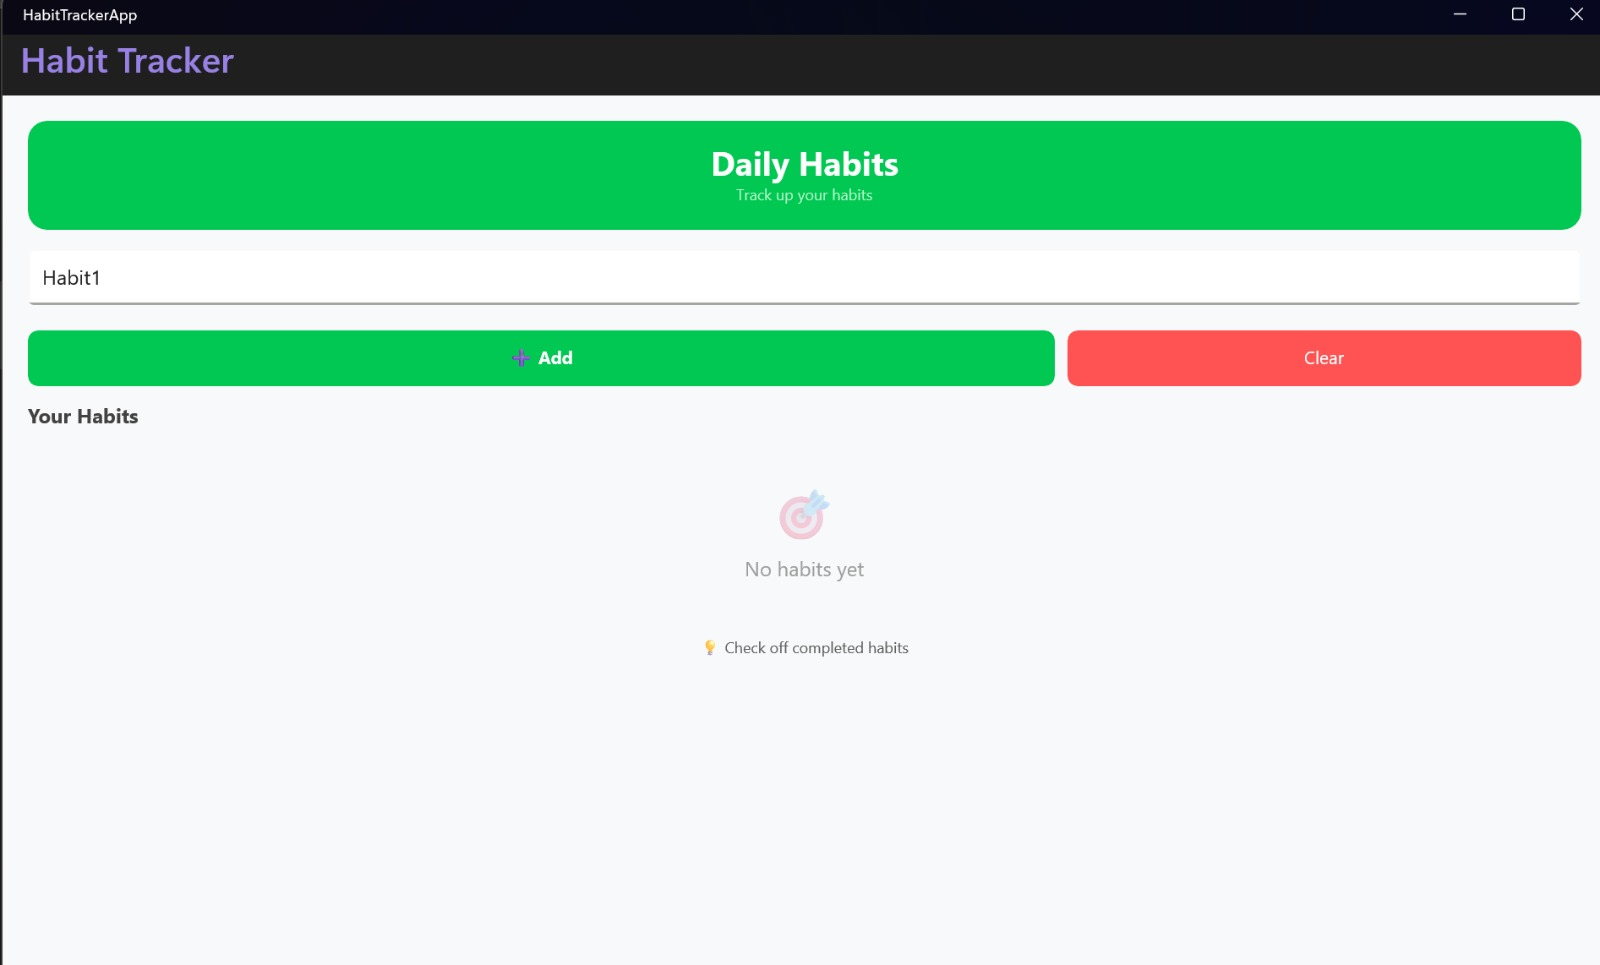 HabitTrackerApp
Habit Tracker
Daily Habits
Track up your habits
Habit1
➕ Add
Clear
Your Habits
No habits yet
💡 Check off completed habits